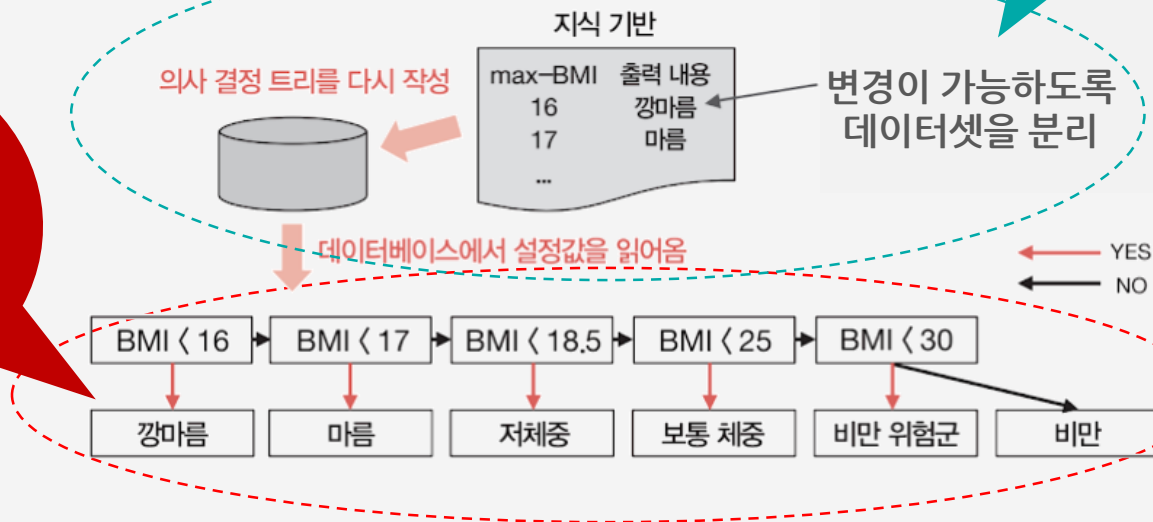 지식 기반
의사 결정 트리를 다시 작성
max-BMI 출력 내용
16 깡마름
17 마름
...
변경이 가능하도록
데이터셋을 분리
데이터베이스에서 설정값을 읽어옴
YES
NO
BMI < 16 BMI < 17 BMI < 18.5 BMI < 25 BMI < 30
깡마름 마름 저체중 보통 체중 비만 위험군 비만